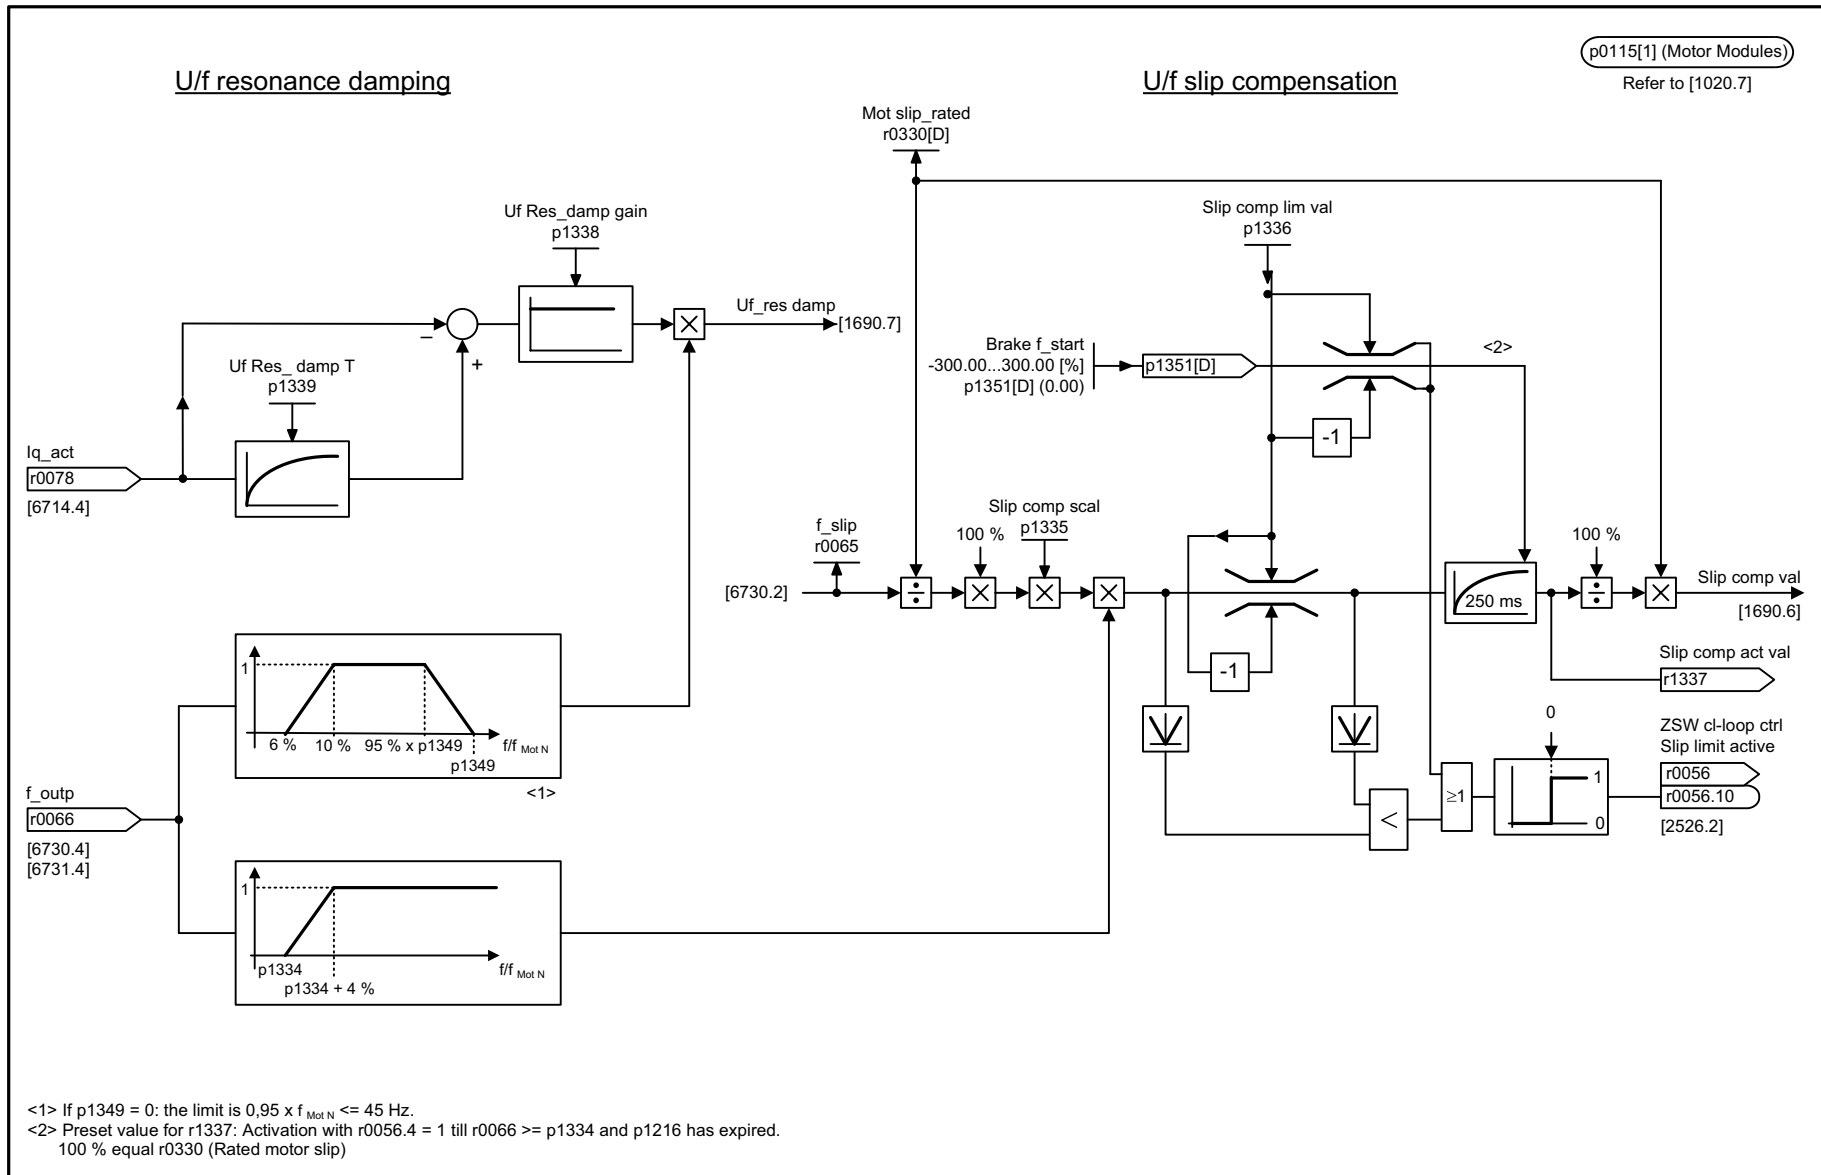 p0115[1] (Motor Modules)
Refer to [1020.7]
U/f resonance damping
U/f slip compensation
Mot slip_rated
r0330[D]
Uf Res_damp gain
p1338
Slip comp lim val
p1336
Uf_res damp
[1690.7]
–
+
Uf Res_ damp T
p1339
Brake f_start
-300.00...300.00 [%]
p1351[D] (0.00)
p1351[D]
<2>
-1
Iq_act
r0078
[6714.4]
f_slip
r0065
[6730.2]
÷
100 %
×
Slip comp scal
p1335
×
×
-1
250 ms
100 %
÷
×
Slip comp val
[1690.6]
Slip comp act val
r1337
1
6 %
10 %
95 % x p1349
f/f Mot N
p1349
<1>
0
ZSW cl-loop ctrl
Slip limit active
r0056
r0056.10
[2526.2]
<
≥1
1
0
f_outp
r0066
[6730.4]
[6731.4]
1
p1334
p1334 + 4 %
f/f Mot N
<1> If p1349 = 0: the limit is 0,95 x f Mot N <= 45 Hz.
<2> Preset value for r1337: Activation with r0056.4 = 1 till r0066 >= p1334 and p1216 has expired.
100 % equal r0330 (Rated motor slip)